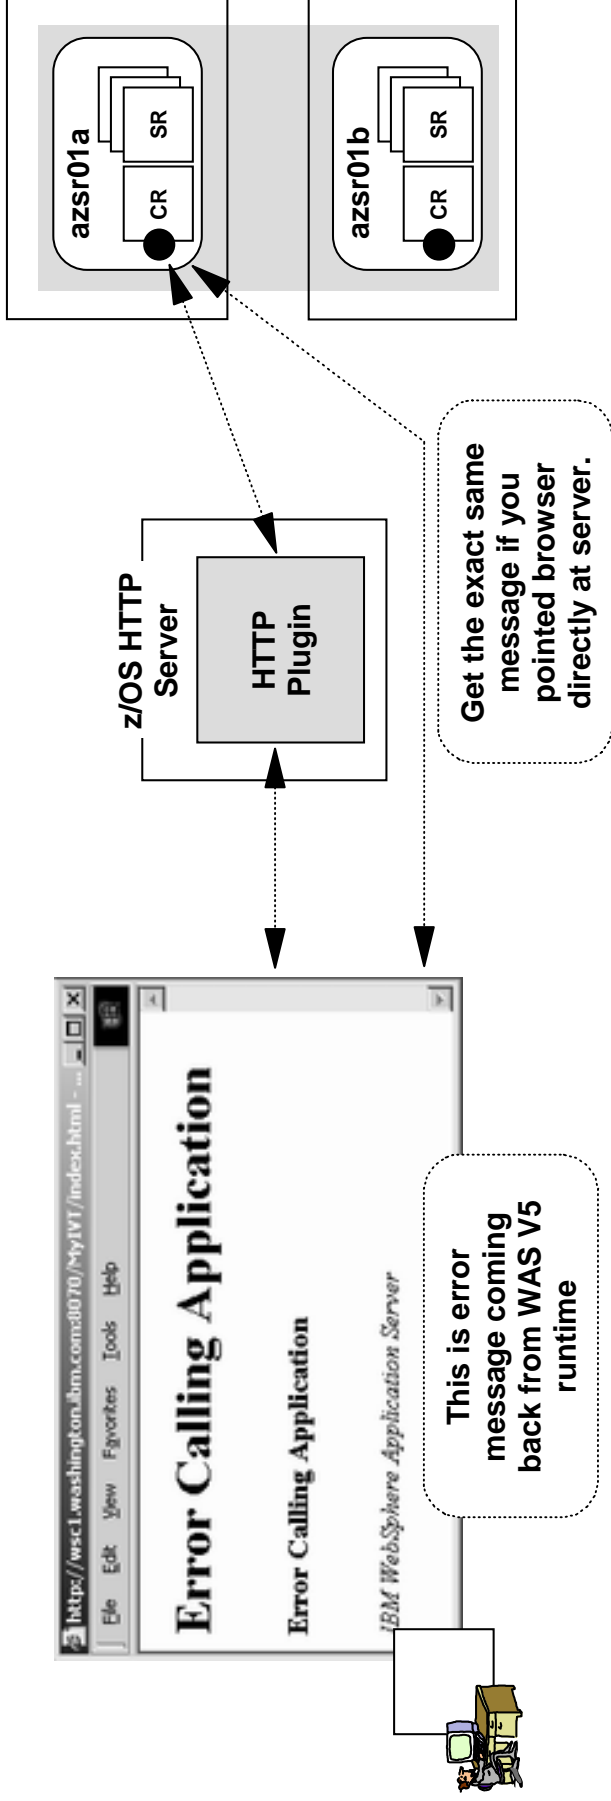 http://wsc1.washington.ibm.com:8070/MyIVT/index.html - ...
File Edit View Favorites Tools Help
Error Calling Application
Error Calling Application
IBM WebSphere Application Server
This is error
message coming
back from WAS V5
runtime
z/OS HTTP
Server
HTTP
Plugin
Get the exact same
message if you
pointed browser
directly at server.
azsr01a
CR
SR
azsr01b
CR
SR